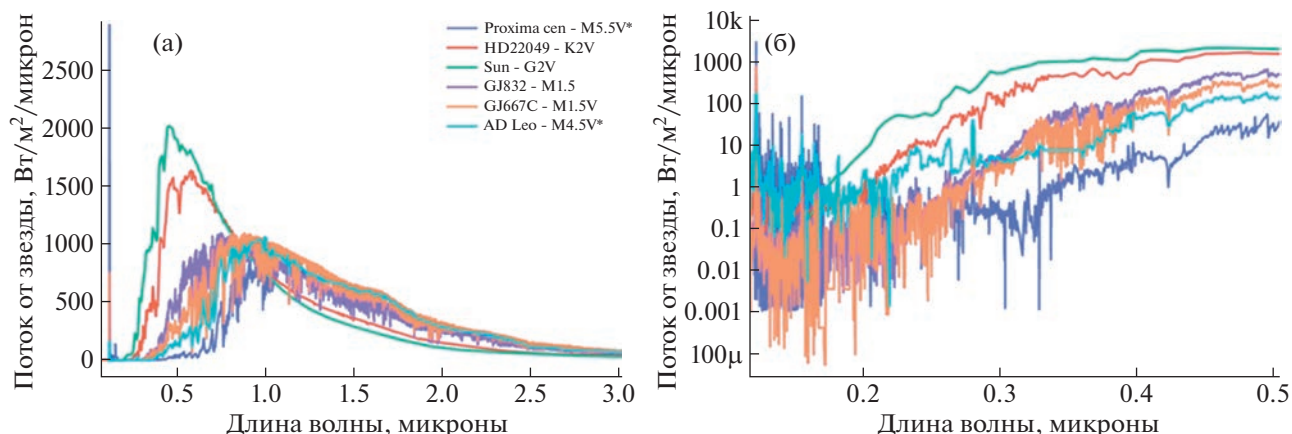 (а)
Proxima cen - M5.5V*
HD22049 - K2V
Sun - G2V
GJ832 - M1.5
GJ667C - M1.5V
AD Leo - M4.5V*
Поток от звезды, Вт/м²/микрон
2500
2000
1500
1000
500
0
0.5 1.0 1.5 2.0 2.5 3.0
Длина волны, микроны
(б)
Поток от звезды, Вт/м²/микрон
10k
1000
100
10
1
0.1
0.01
0.001
100μ
0.2 0.3 0.4 0.5
Длина волны, микроны